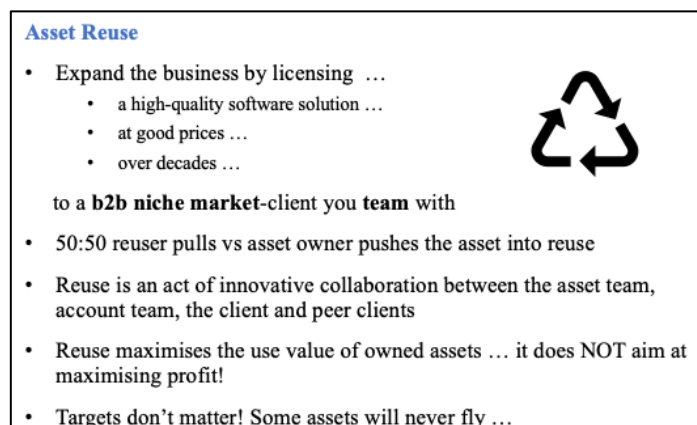 Asset Reuse
• Expand the business by licensing …
• a high-quality software solution …
• at good prices …
• over decades …
to a b2b niche market-client you team with
• 50:50 reuser pulls vs asset owner pushes the asset into reuse
• Reuse is an act of innovative collaboration between the asset team,
account team, the client and peer clients
• Reuse maximises the use value of owned assets … it does NOT aim at
maximising profit!
• Targets don’t matter! Some assets will never fly …